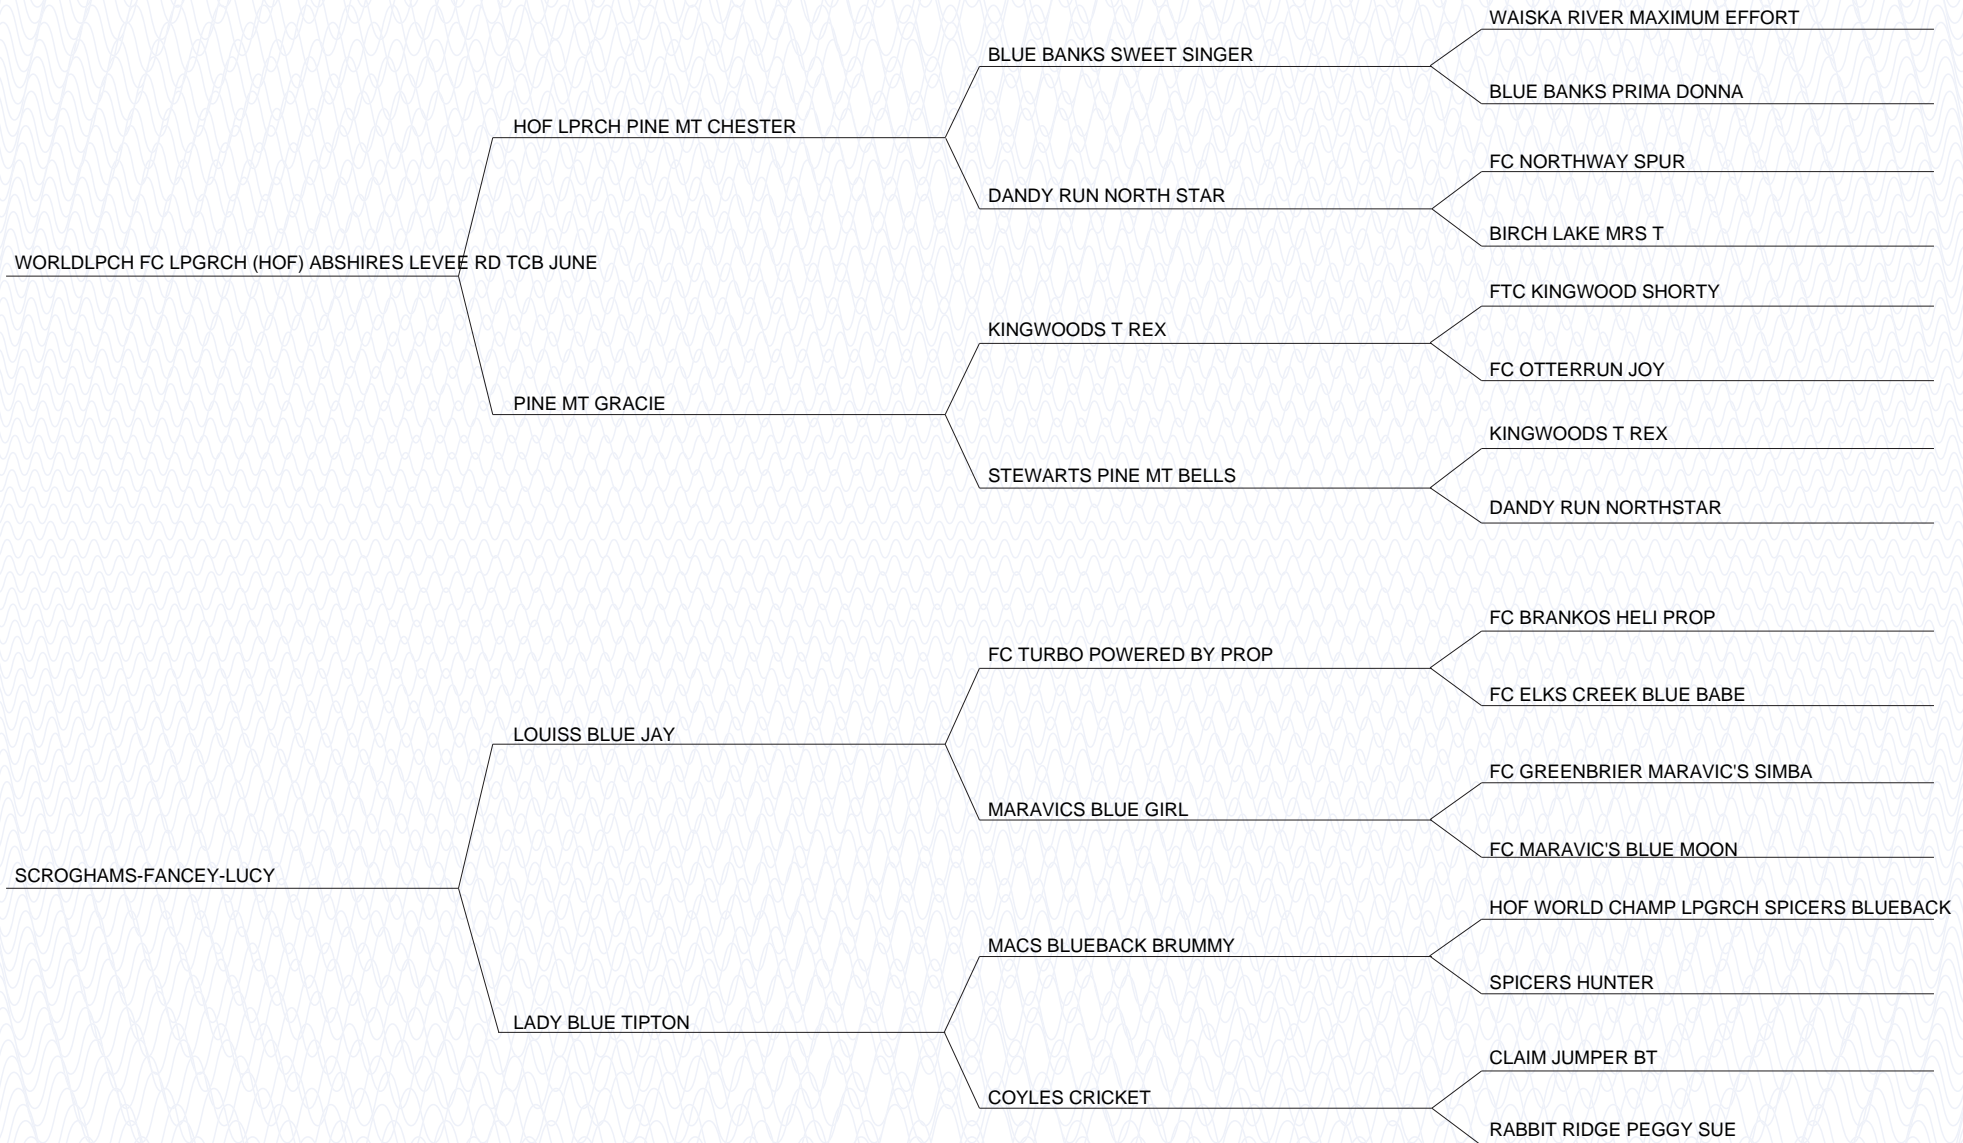 WAISKA RIVER MAXIMUM EFFORT
BLUE BANKS SWEET SINGER
BLUE BANKS PRIMA DONNA
HOF LPRCH PINE MT CHESTER
FC NORTHWAY SPUR
DANDY RUN NORTH STAR
BIRCH LAKE MRS T
WORLDLPCH FC LPGRCH (HOF) ABSHIRES LEVEE RD TCB JUNE
FTC KINGWOOD SHORTY
KINGWOODS T REX
FC OTTERRUN JOY
PINE MT GRACIE
KINGWOODS T REX
STEWARTS PINE MT BELLS
DANDY RUN NORTHSTAR
FC BRANKOS HELI PROP
FC TURBO POWERED BY PROP
FC ELKS CREEK BLUE BABE
LOUISS BLUE JAY
FC GREENBRIER MARAVIC'S SIMBA
MARAVICS BLUE GIRL
FC MARAVIC'S BLUE MOON
SCROGHAMS-FANCEY-LUCY
HOF WORLD CHAMP LPGRCH SPICERS BLUEBACK
MACS BLUEBACK BRUMMY
SPICERS HUNTER
LADY BLUE TIPTON
CLAIM JUMPER BT
COYLES CRICKET
RABBIT RIDGE PEGGY SUE